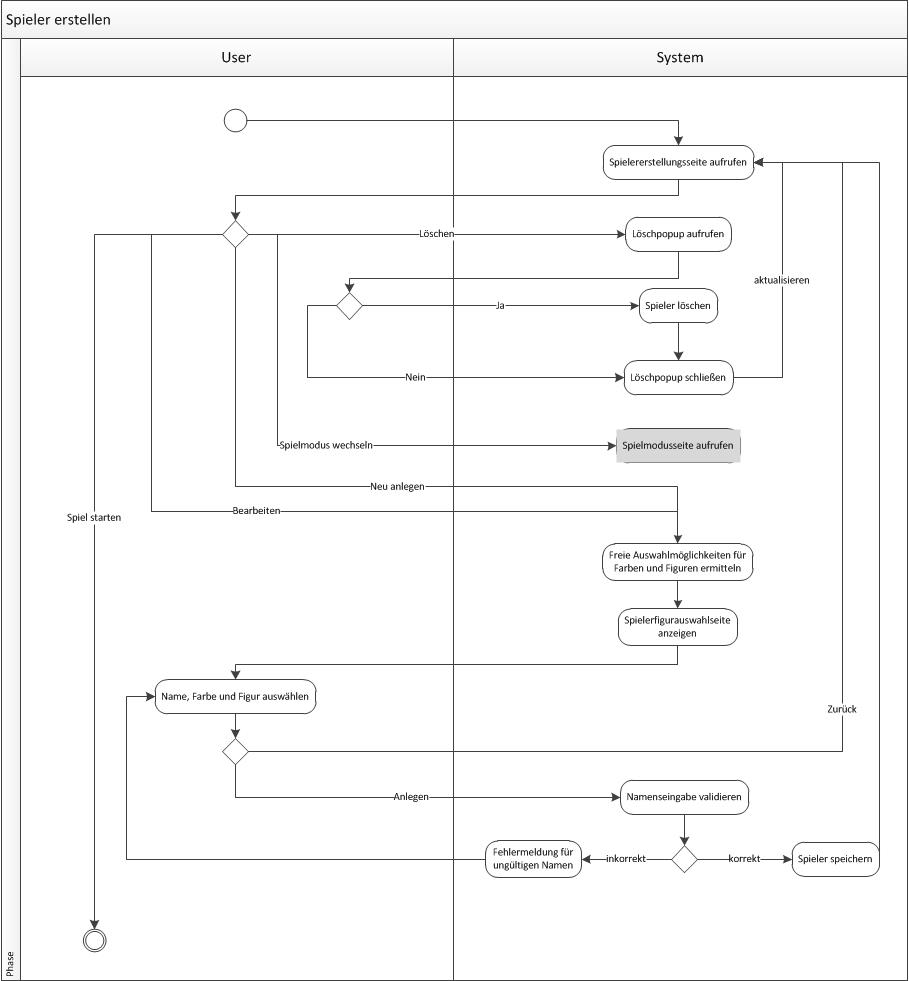 Spieler erstellen
User
System
Spielererstellungsseite aufrufen
Löschen
Löschpopup aufrufen
aktualisieren
Ja
Spieler löschen
Nein
Löschpopup schließen
Spielmodus wechseln
Spielmodusseite aufrufen
Neu anlegen
Bearbeiten
Spiel starten
Freie Auswahlmöglichkeiten für
Farben und Figuren ermitteln
Spielerfigurauswahlseite
anzeigen
Name, Farbe und Figur auswählen
Zurück
Anlegen
Namenseingabe validieren
Fehlermeldung für
ungültigen Namen
inkorrekt
korrekt
Spieler speichern
Phase